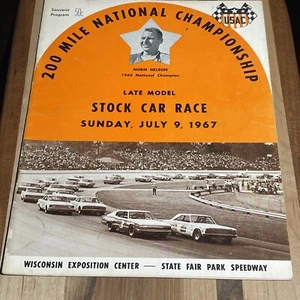 Souvenir
Program 50¢
USAC
200 MILE NATIONAL CHAMPIONSHIP
NORM NELSON
1966 National Champion
LATE MODEL
STOCK CAR RACE
SUNDAY, JULY 9, 1967
WISCONSIN EXPOSITION CENTER — STATE FAIR PARK SPEEDWAY